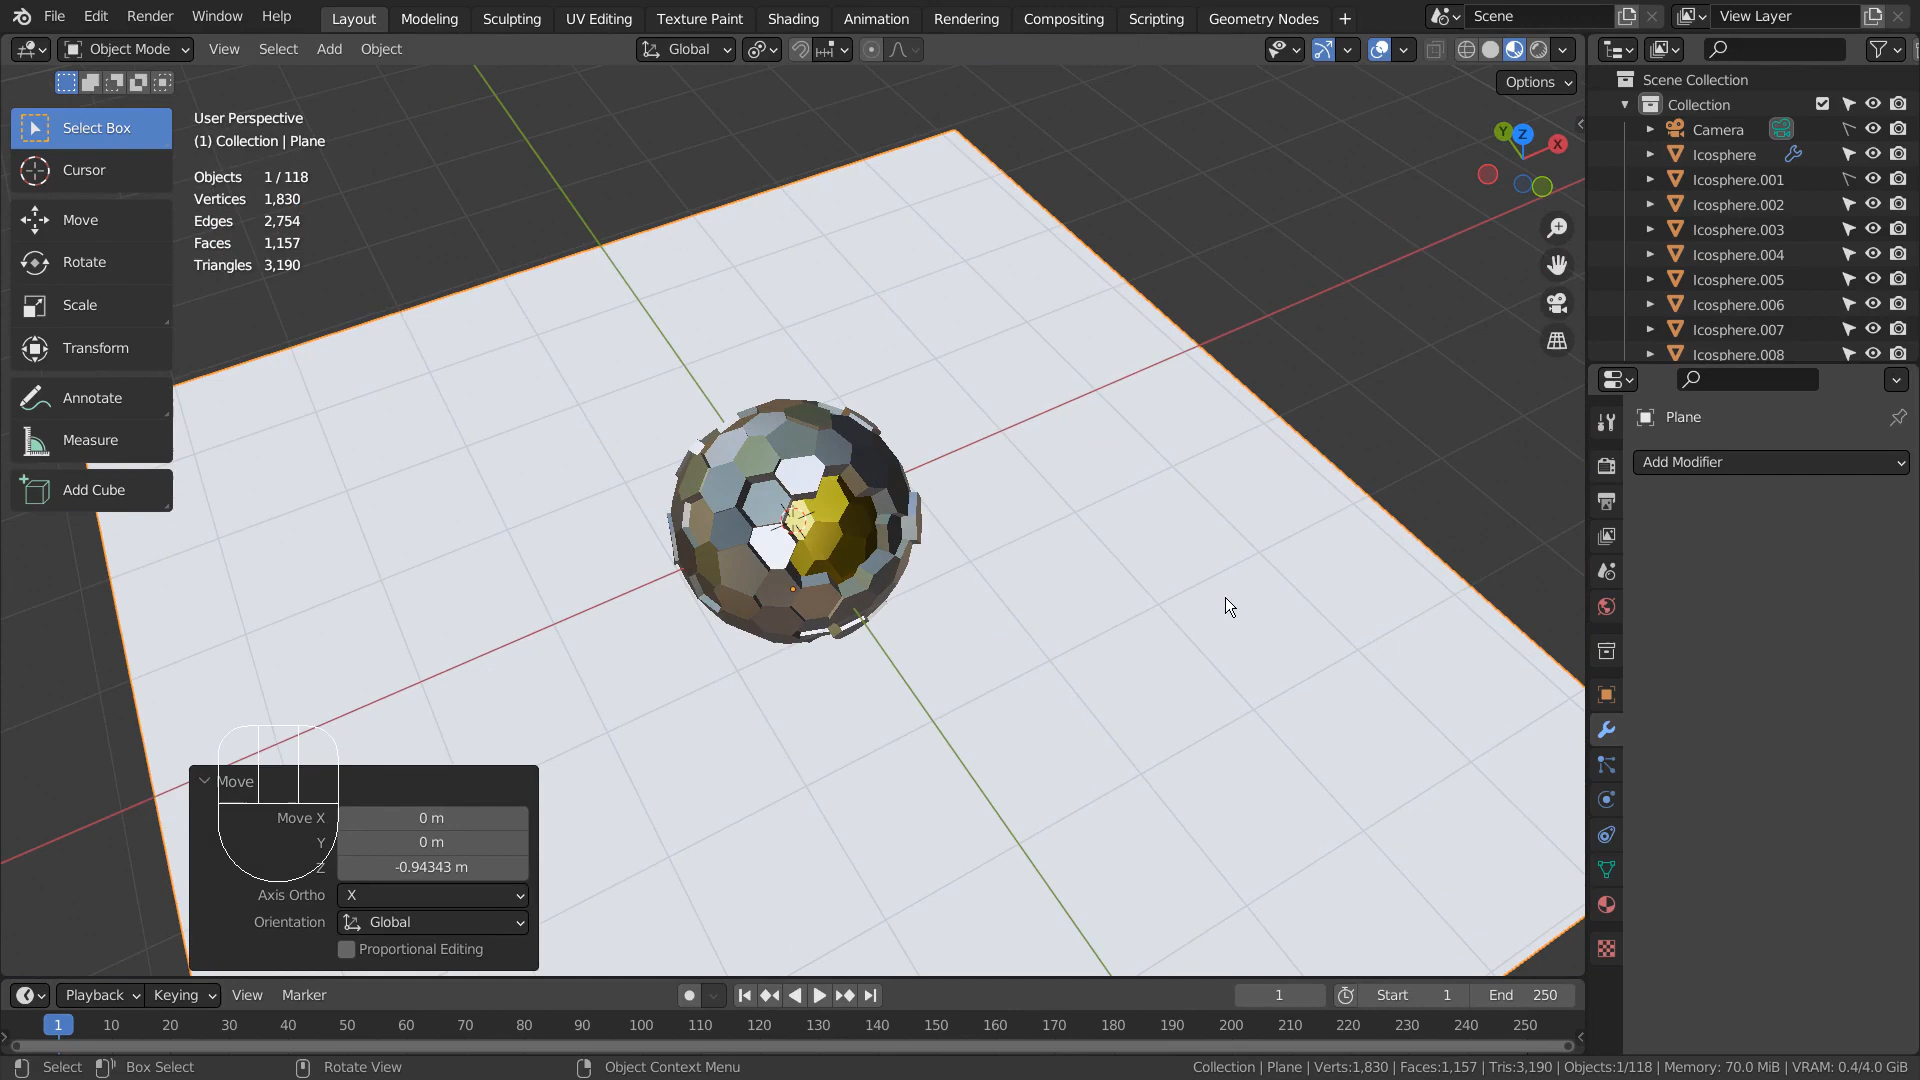 File Edit Render Window Help Layout Modeling Sculpting UV Editing Texture Paint Shading Animation Rendering Compositing Scripting Geometry Nodes + Scene View Layer
Object Mode View Select Add Object Global
Options
Select Box
Cursor
Move
Rotate
Scale
Transform
Annotate
Measure
Add Cube
User Perspective
(1) Collection | Plane
Objects 1 / 118
Vertices 1,830
Edges 2,754
Faces 1,157
Triangles 3,190
Y Z X
Scene Collection
Collection
Camera
Icosphere
Icosphere.001
Icosphere.002
Icosphere.003
Icosphere.004
Icosphere.005
Icosphere.006
Icosphere.007
Icosphere.008
Plane
Add Modifier
Move
Move X 0 m
Y 0 m
Z -0.94343 m
Axis Ortho X
Orientation Global
Proportional Editing
Playback Keying View Marker 1 Start 1 End 250
1 10 20 30 40 50 60 70 80 90 100 110 120 130 140 150 160 170 180 190 200 210 220 230 240 250
Select Box Select Rotate View Object Context Menu Collection | Plane | Verts:1,830 | Faces:1,157 | Tris:3,190 | Objects:1/118 | Memory: 70.0 MiB | VRAM: 0.4/4.0 GiB